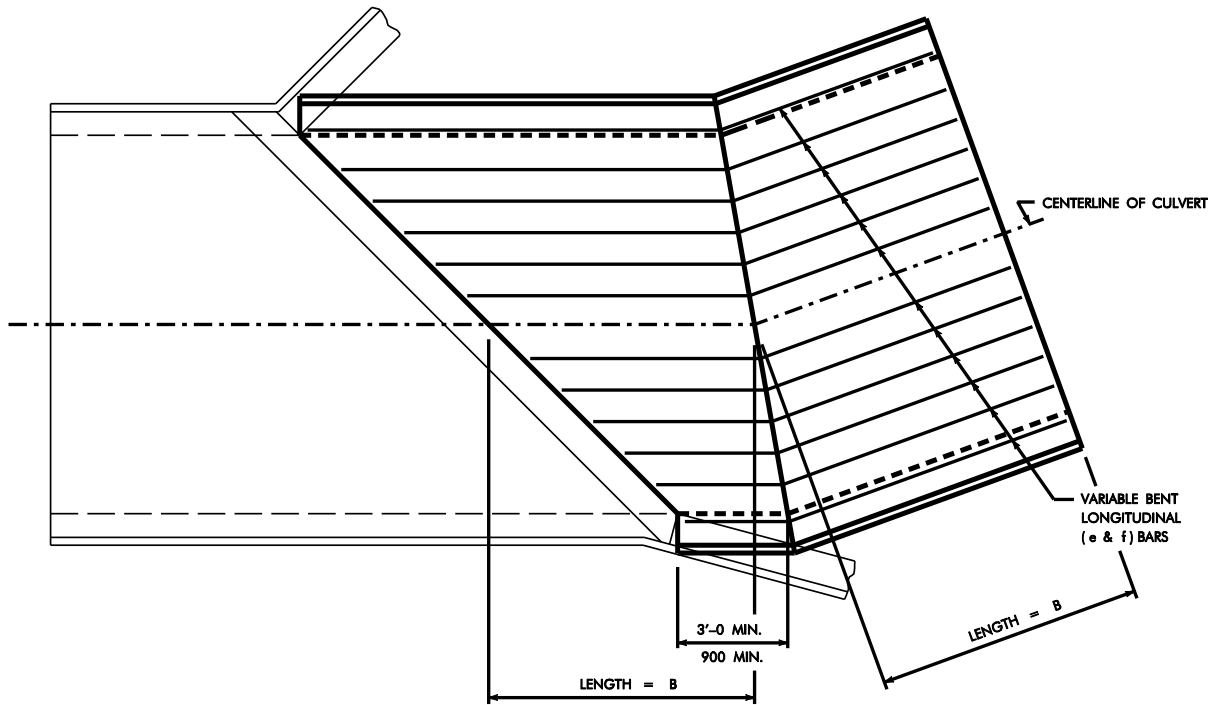 CENTERLINE OF CULVERT
VARIABLE BENT
LONGITUDINAL
(e & f) BARS
LENGTH = B
3'-0 MIN.
900 MIN.
LENGTH = B